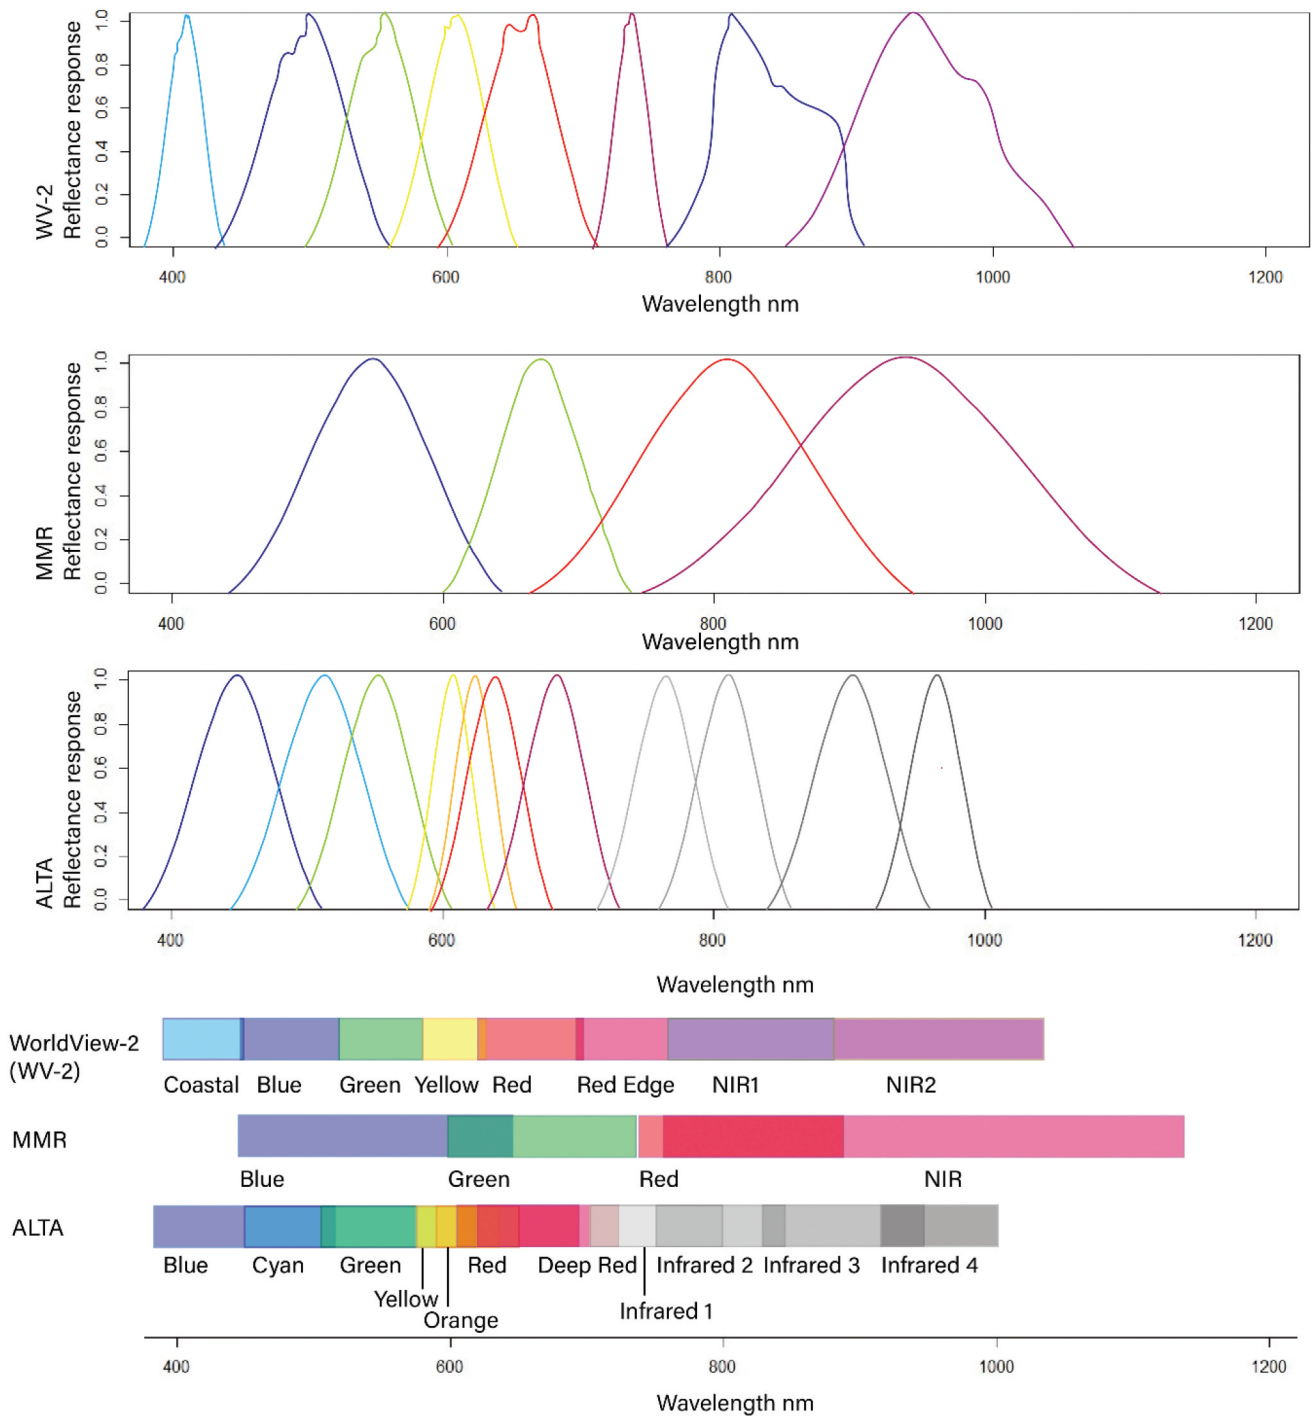 WV-2
Reflectance response
1.0
0.8
0.6
0.4
0.2
0.0
400 600 800 1000 1200
Wavelength nm
MMR
Reflectance response
1.0
0.8
0.6
0.4
0.2
0.0
400 600 800 1000 1200
Wavelength nm
ALTA
Reflectance response
1.0
0.8
0.6
0.4
0.2
0.0
400 600 800 1000 1200
Wavelength nm
WorldView-2
(WV-2)
Coastal Blue Green Yellow Red Red Edge NIR1 NIR2
MMR
Blue Green Red NIR
ALTA
Blue Cyan Green Red Deep Red Infrared 2 Infrared 3 Infrared 4
Yellow
Orange
Infrared 1
400 600 800 1000 1200
Wavelength nm